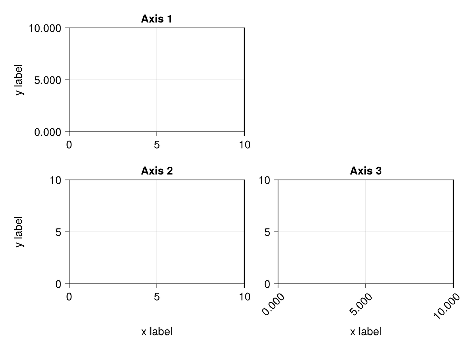 Axis 1
10.000
5.000
0.000
y label
0 5 10
Axis 2 Axis 3
10 10
5 5
0 0
y label
0 5 10 0.000 5.000 10.000
x label x label